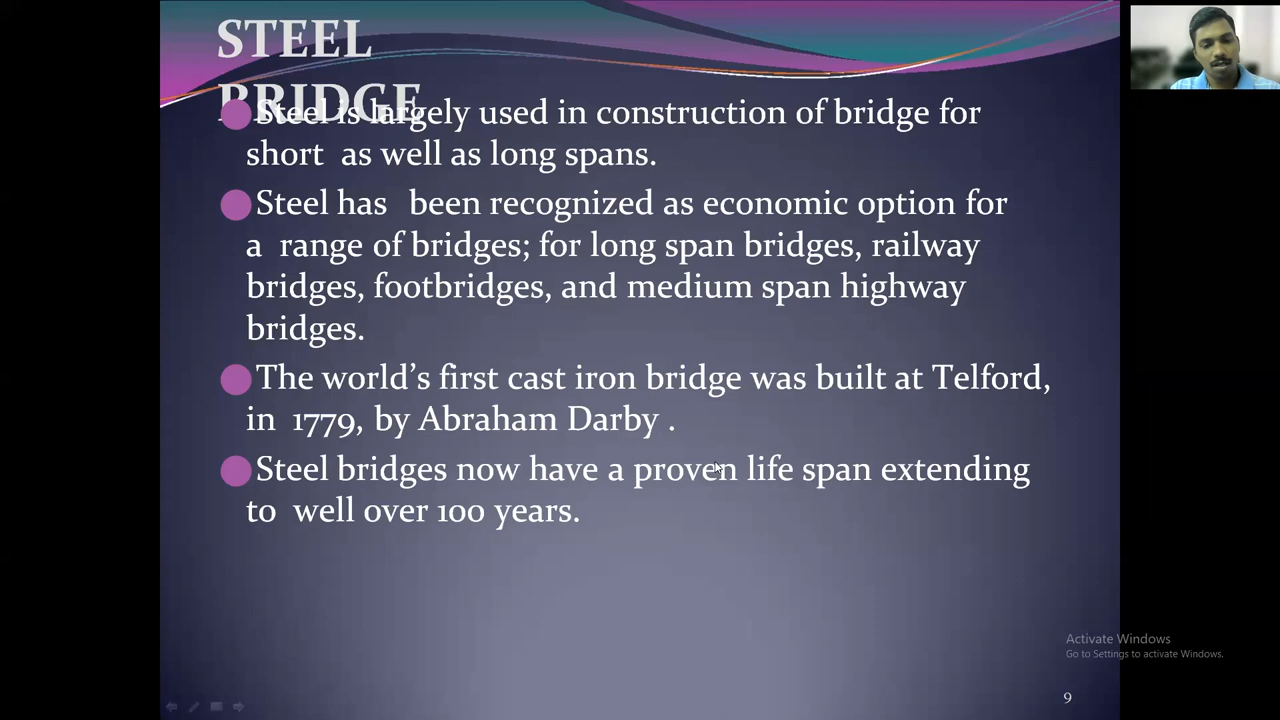 STEEL
BRIDGE
Steel is largely used in construction of bridge for
short as well as long spans.
Steel has been recognized as economic option for
a range of bridges; for long span bridges, railway
bridges, footbridges, and medium span highway
bridges.
The world's first cast iron bridge was built at Telford,
in 1779, by Abraham Darby .
Steel bridges now have a proven life span extending
to well over 100 years.
Activate Windows
Go to Settings to activate Windows.
9